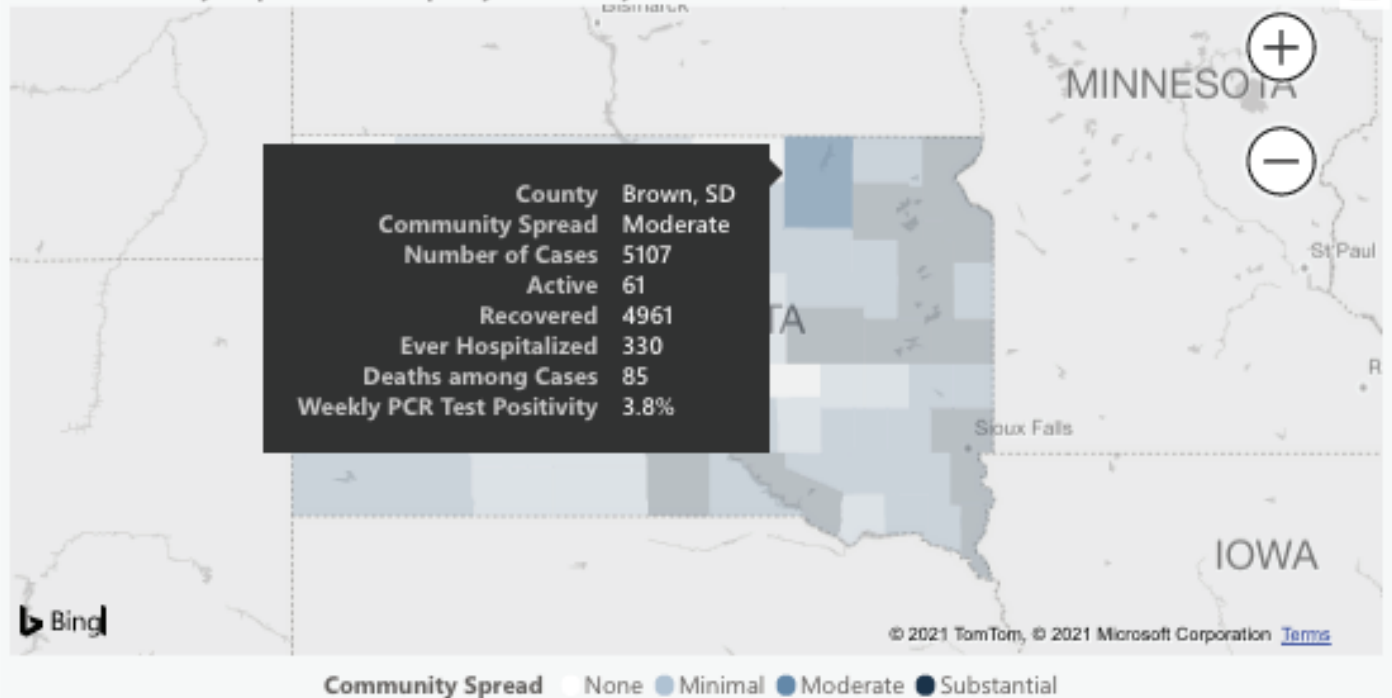 Bismarck
MINNESOTA
County Brown, SD
Community Spread Moderate
Number of Cases 5107
Active 61
Recovered 4961
Ever Hospitalized 330
Deaths among Cases 85
Weekly PCR Test Positivity 3.8%
St Paul
TA
R
Sioux Falls
IOWA
Bing
© 2021 TomTom, © 2021 Microsoft Corporation Terms
Community Spread None Minimal Moderate Substantial